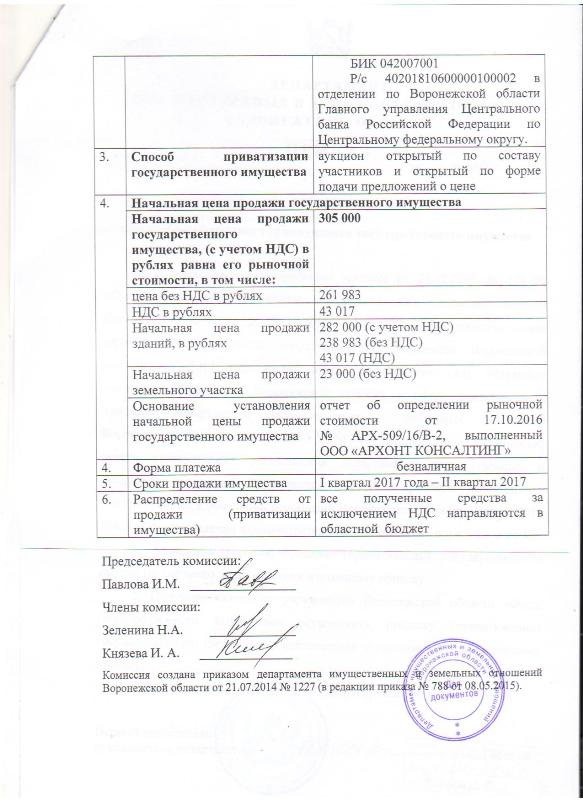 БИК 042007001
Р/с 40201810600000100002 в
отделении по Воронежской области
Главного управления Центрального
банка Российской Федерации по
Центральному федеральному округу.
3. Способ приватизации
государственного имущества
аукцион открытый по составу
участников и открытый по форме
подачи предложений о цене
4. Начальная цена продажи государственного имущества
Начальная цена продажи
государственного
имущества, (с учетом НДС) в
рублях равна его рыночной
стоимости, в том числе:
305 000
цена без НДС в рублях 261 983
НДС в рублях 43 017
Начальная цена продажи
зданий, в рублях
282 000 (с учетом НДС)
238 983 (без НДС)
43 017 (НДС)
Начальная цена продажи
земельного участка
23 000 (без НДС)
Основание установления
начальной цены продажи
государственного имущества
отчет об определении рыночной
стоимости от 17.10.2016
№ АРХ-509/16/В-2, выполненный
ООО «АРХОНТ КОНСАЛТИНГ»
4. Форма платежа безналичная
5. Сроки продажи имущества I квартал 2017 года – II квартал 2017
6. Распределение средств от
продажи (приватизации
имущества)
все полученные средства за
исключением НДС направляются в
областной бюджет
Председатель комиссии:
Павлова И.М.
Члены комиссии:
Зеленина Н.А.
Князева И. А.
Комиссия создана приказом департамента имущественных и земельных отношений
Воронежской области от 21.07.2014 № 1227 (в редакции приказа № 788 от 08.05.2015).
Департамент имущественных и земельных отношений
Воронежской области
Для
документов